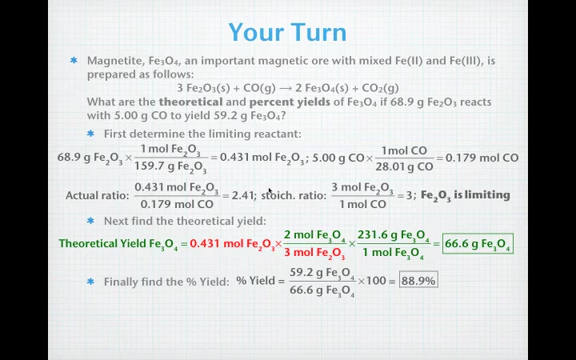 Your Turn
* Magnetite, Fe₃O₄, an important magnetic ore with mixed Fe(II) and Fe(III), is
prepared as follows:
3 Fe₂O₃(s) + CO(g) → 2 Fe₃O₄(s) + CO₂(g)
What are the theoretical and percent yields of Fe₃O₄ if 68.9 g Fe₂O₃ reacts
with 5.00 g CO to yield 59.2 g Fe₃O₄?
* First determine the limiting reactant:
68.9 g Fe₂O₃ × 1 mol Fe₂O₃ / 159.7 g Fe₂O₃ = 0.431 mol Fe₂O₃; 5.00 g CO × 1 mol CO / 28.01 g CO = 0.179 mol CO
Actual ratio: 0.431 mol Fe₂O₃ / 0.179 mol CO = 2.41; stoich. ratio: 3 mol Fe₂O₃ / 1 mol CO = 3; Fe₂O₃ is limiting
* Next find the theoretical yield:
Theoretical Yield Fe₃O₄ = 0.431 mol Fe₂O₃ × 2 mol Fe₃O₄ / 3 mol Fe₂O₃ × 231.6 g Fe₃O₄ / 1 mol Fe₃O₄ = 66.6 g Fe₃O₄
* Finally find the % Yield: % Yield = 59.2 g Fe₃O₄ / 66.6 g Fe₃O₄ × 100 = 88.9%